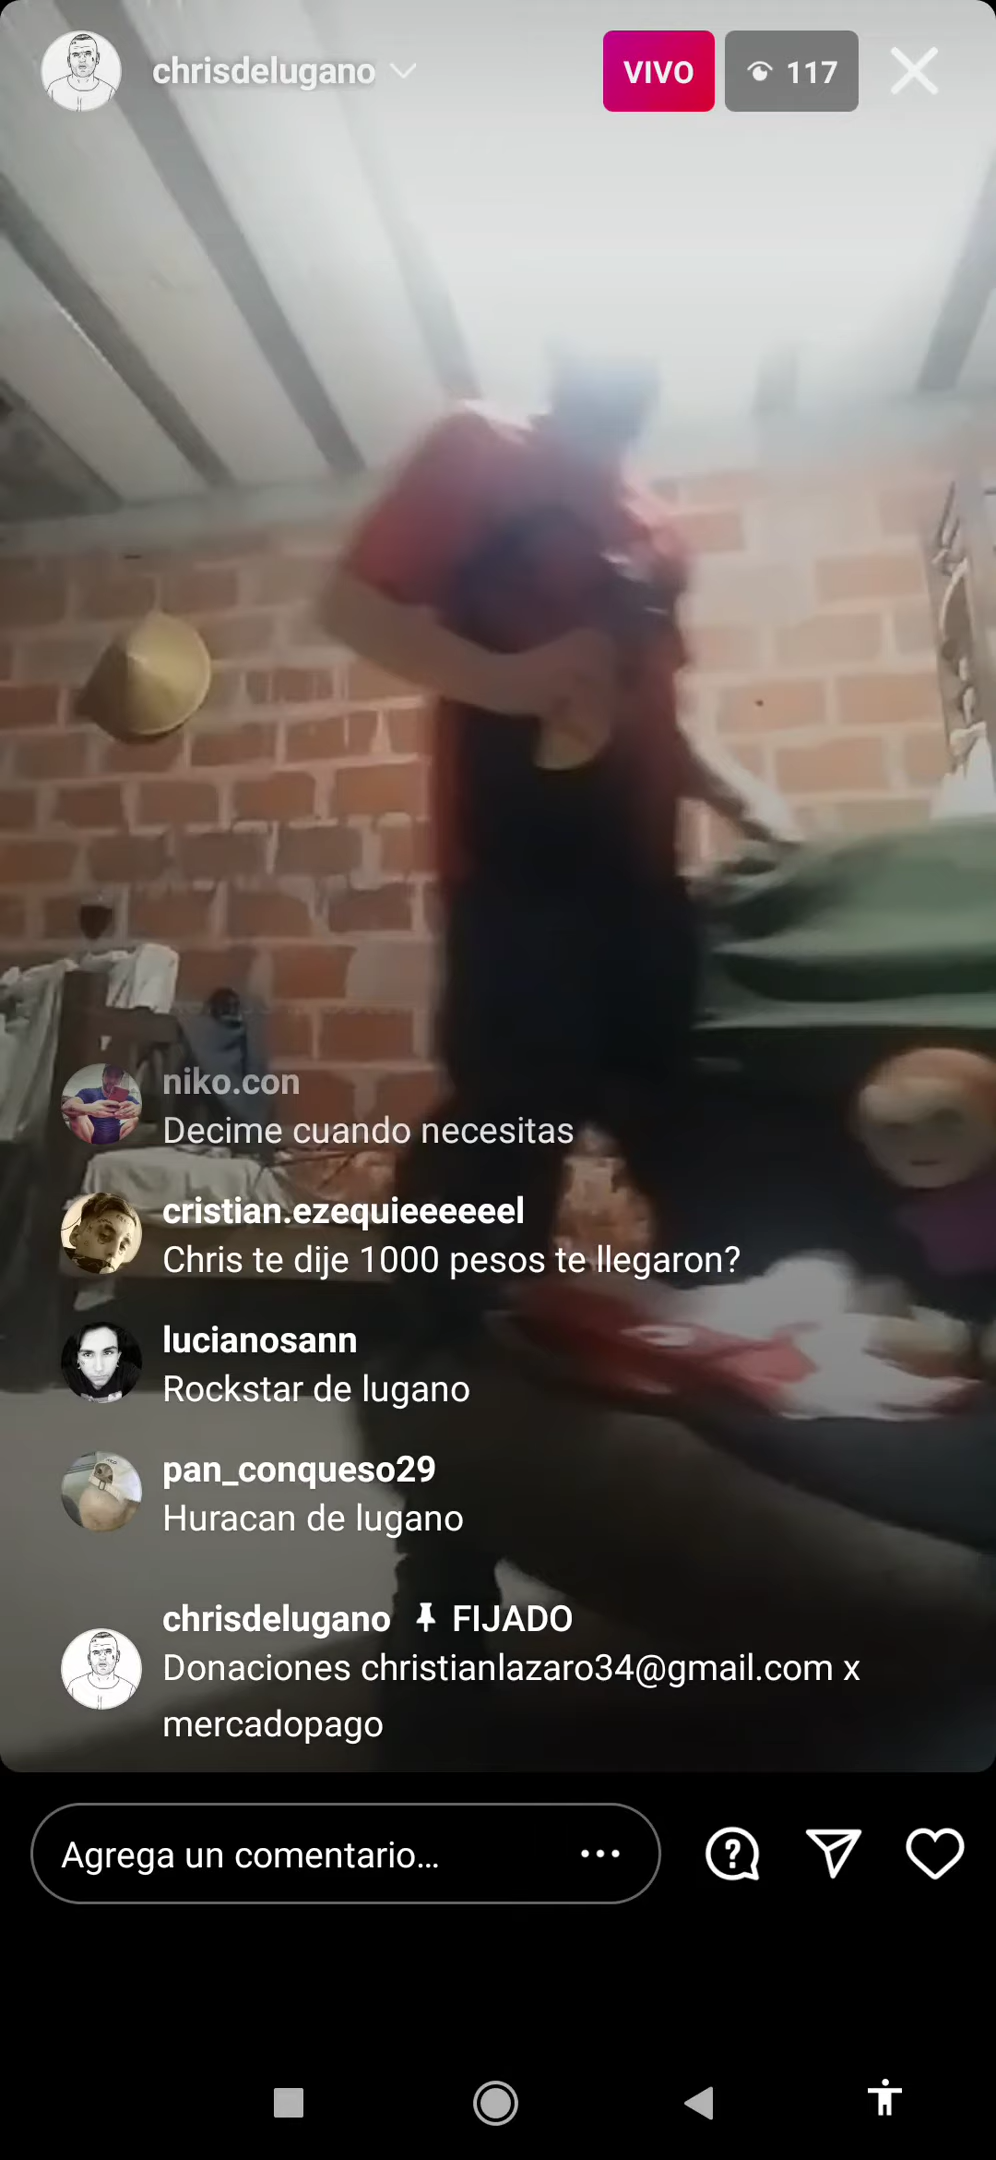 chrisdelugano
VIVO
117
niko.con
Decime cuando necesitas
cristian.ezequieeeeeel
Chris te dije 1000 pesos te llegaron?
lucianosann
Rockstar de lugano
pan_conqueso29
Huracan de lugano
chrisdelugano FIJADO
Donaciones christianlazaro34@gmail.com x
mercadopago
Agrega un comentario...